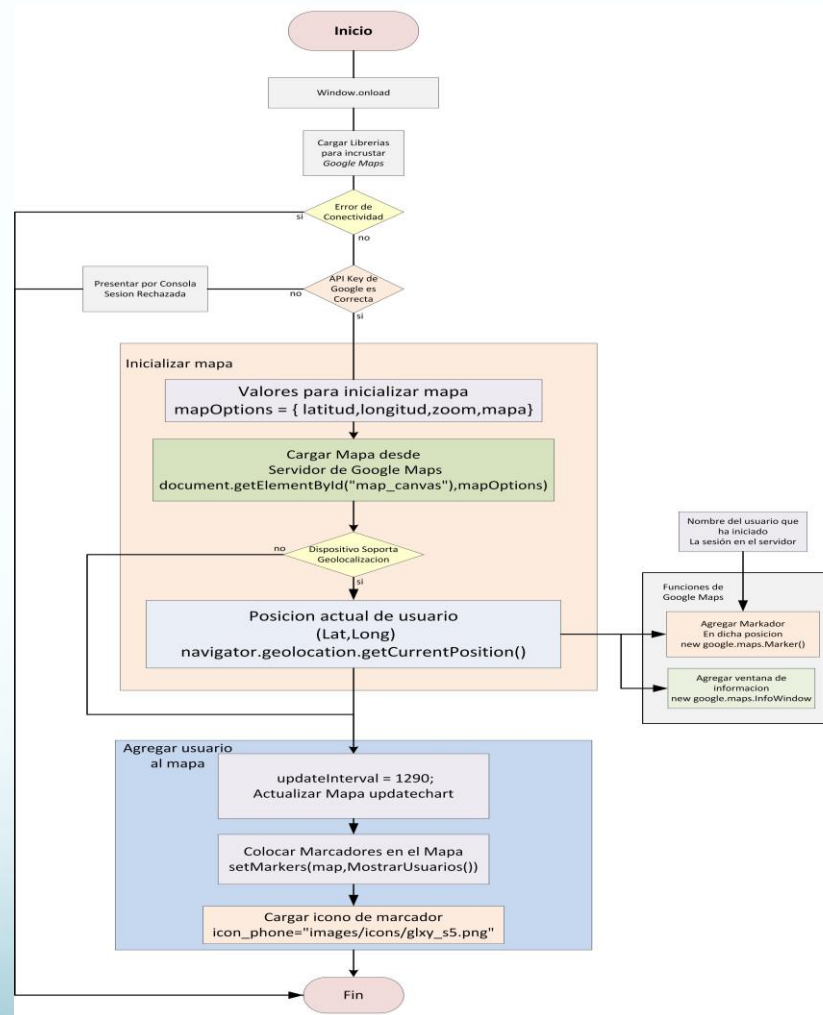 Inicio
Window.onload
Cargar Librerias
para incrustar
Google Maps
Error de
Conectividad
si
no
API Key de
Google es
Correcta
no
si
Presentar por Consola
Sesion Rechazada
Inicializar mapa
Valores para inicializar mapa
mapOptions = { latitud,longitud,zoom,mapa}
Cargar Mapa desde
Servidor de Google Maps
document.getElementById("map_canvas"),mapOptions)
Dispositivo Soporta
Geolocalizacion
no
si
Posicion actual de usuario
(Lat,Long)
navigator.geolocation.getCurrentPosition()
Nombre del usuario que
ha iniciado
La sesión en el servidor
Funciones de
Google Maps
Agregar Markador
En dicha posicion
new google.maps.Marker()
Agregar ventana de
informacion
new google.maps.InfoWindow
Agregar usuario
al mapa
updateInterval = 1290;
Actualizar Mapa updatechart
Colocar Marcadores en el Mapa
setMarkers(map,MostrarUsuarios())
Cargar icono de marcador
icon_phone="images/icons/glxy_s5.png"
Fin